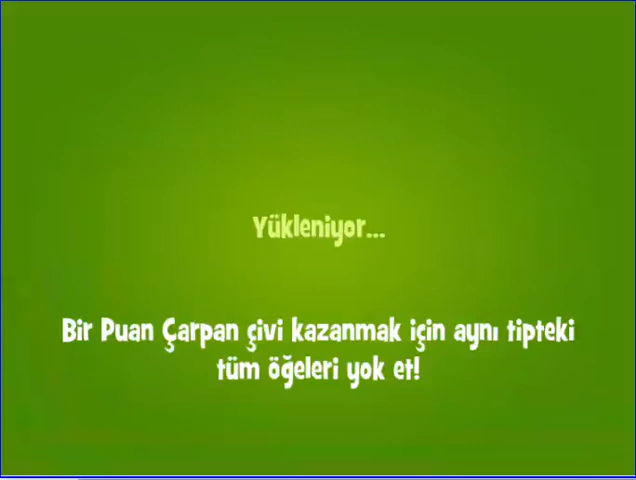 Yükleniyor...
Bir Puan Çarpan çivi kazanmak için aynı tipteki
tüm öğeleri yok et!